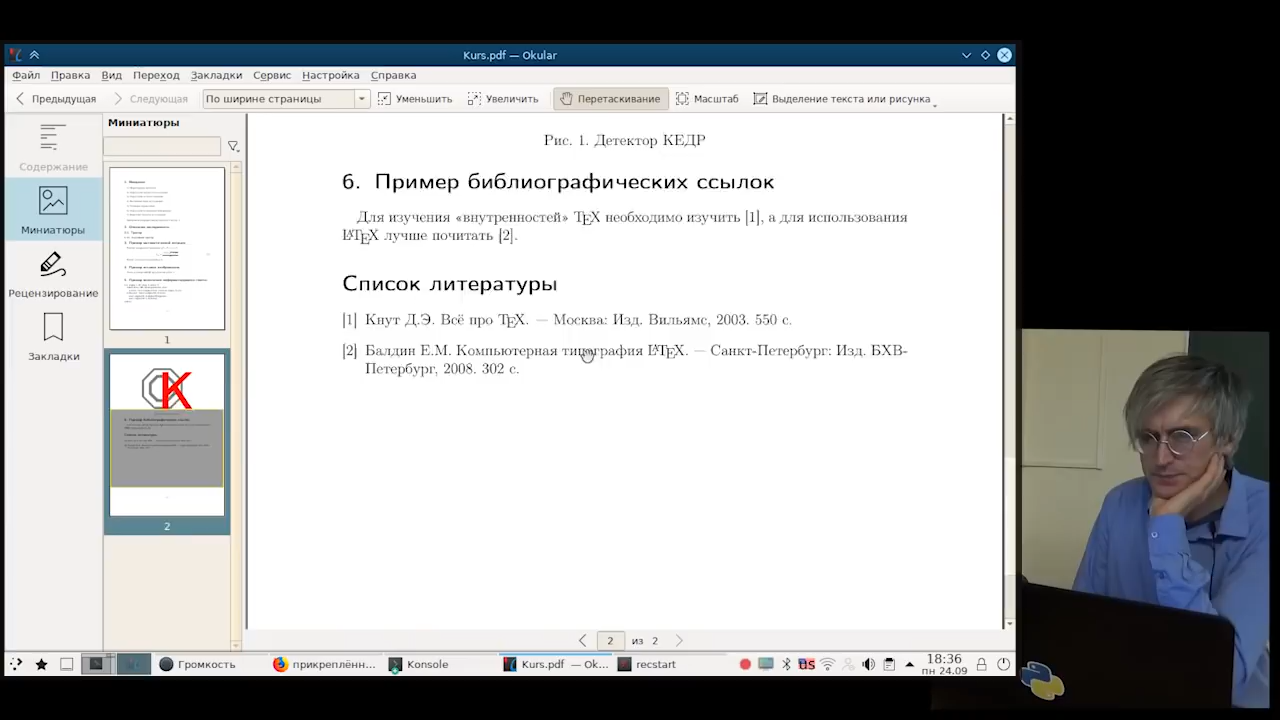 Kurs.pdf — Okular
Файл Правка Вид Переход Закладки Сервис Настройка Справка
Предыдущая Следующая По ширине страницы Уменьшить Увеличить Перетаскивание Масштаб Выделение текста или рисунка
Содержание
Миниатюры
Рецензирование
Закладки
Миниатюры
1
K
2
Рис. 1. Детектор КЕДР
6. Пример библиографических ссылок
Для изучения «внутренностей» TEX необходимо изучить [1], а для использования
LATEX лучше почитать [2].
Список литературы
[1] Кнут Д.Э. Всё про TEX. — Москва: Изд. Вильямс, 2003. 550 с.
[2] Балдин Е.М. Компьютерная типография LATEX. — Санкт-Петербург: Изд. БХВ-
Петербург, 2008. 302 с.
2 из 2
Громкость прикреплённ... Konsole Kurs.pdf — Ok... recstart US 18:36
пн 24.09